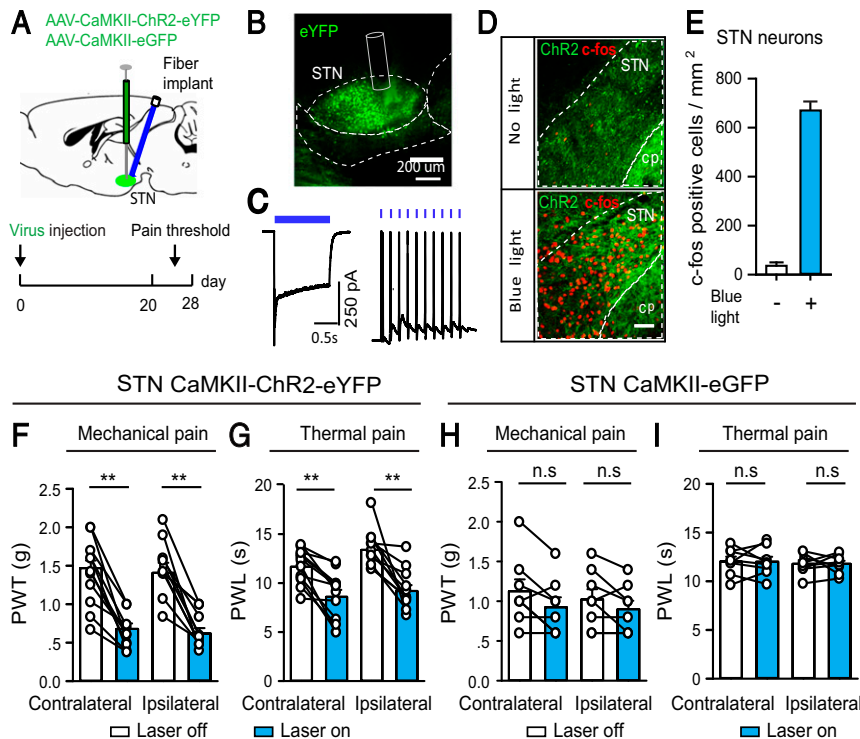 A
AAV-CaMKII-ChR2-eYFP
AAV-CaMKII-eGFP
Fiber
implant
STN
Virus injection
Pain threshold
0
20
28
day
B
eYFP
STN
200 um
C
0.5s
250 pA
D
No light
ChR2 c-fos
STN
cp
Blue light
ChR2 c-fos
STN
cp
E
STN neurons
c-fos positive cells / mm²
800
600
400
200
0
Blue
light
- +
STN CaMKII-ChR2-eYFP
STN CaMKII-eGFP
F
Mechanical pain
** **
PWT (g)
2.5
2.0
1.5
1.0
.5
0.0
Contralateral Ipsilateral
G
Thermal pain
** **
PWL (s)
20
15
10
5
0
Contralateral Ipsilateral
Laser off
Laser on
H
Mechanical pain
n.s n.s
PWT (g)
2.5
2.0
1.5
1.0
.5
0.0
Contralateral Ipsilateral
I
Thermal pain
n.s n.s
PWL (s)
20
15
10
5
0
Contralateral Ipsilateral
Laser off
Laser on